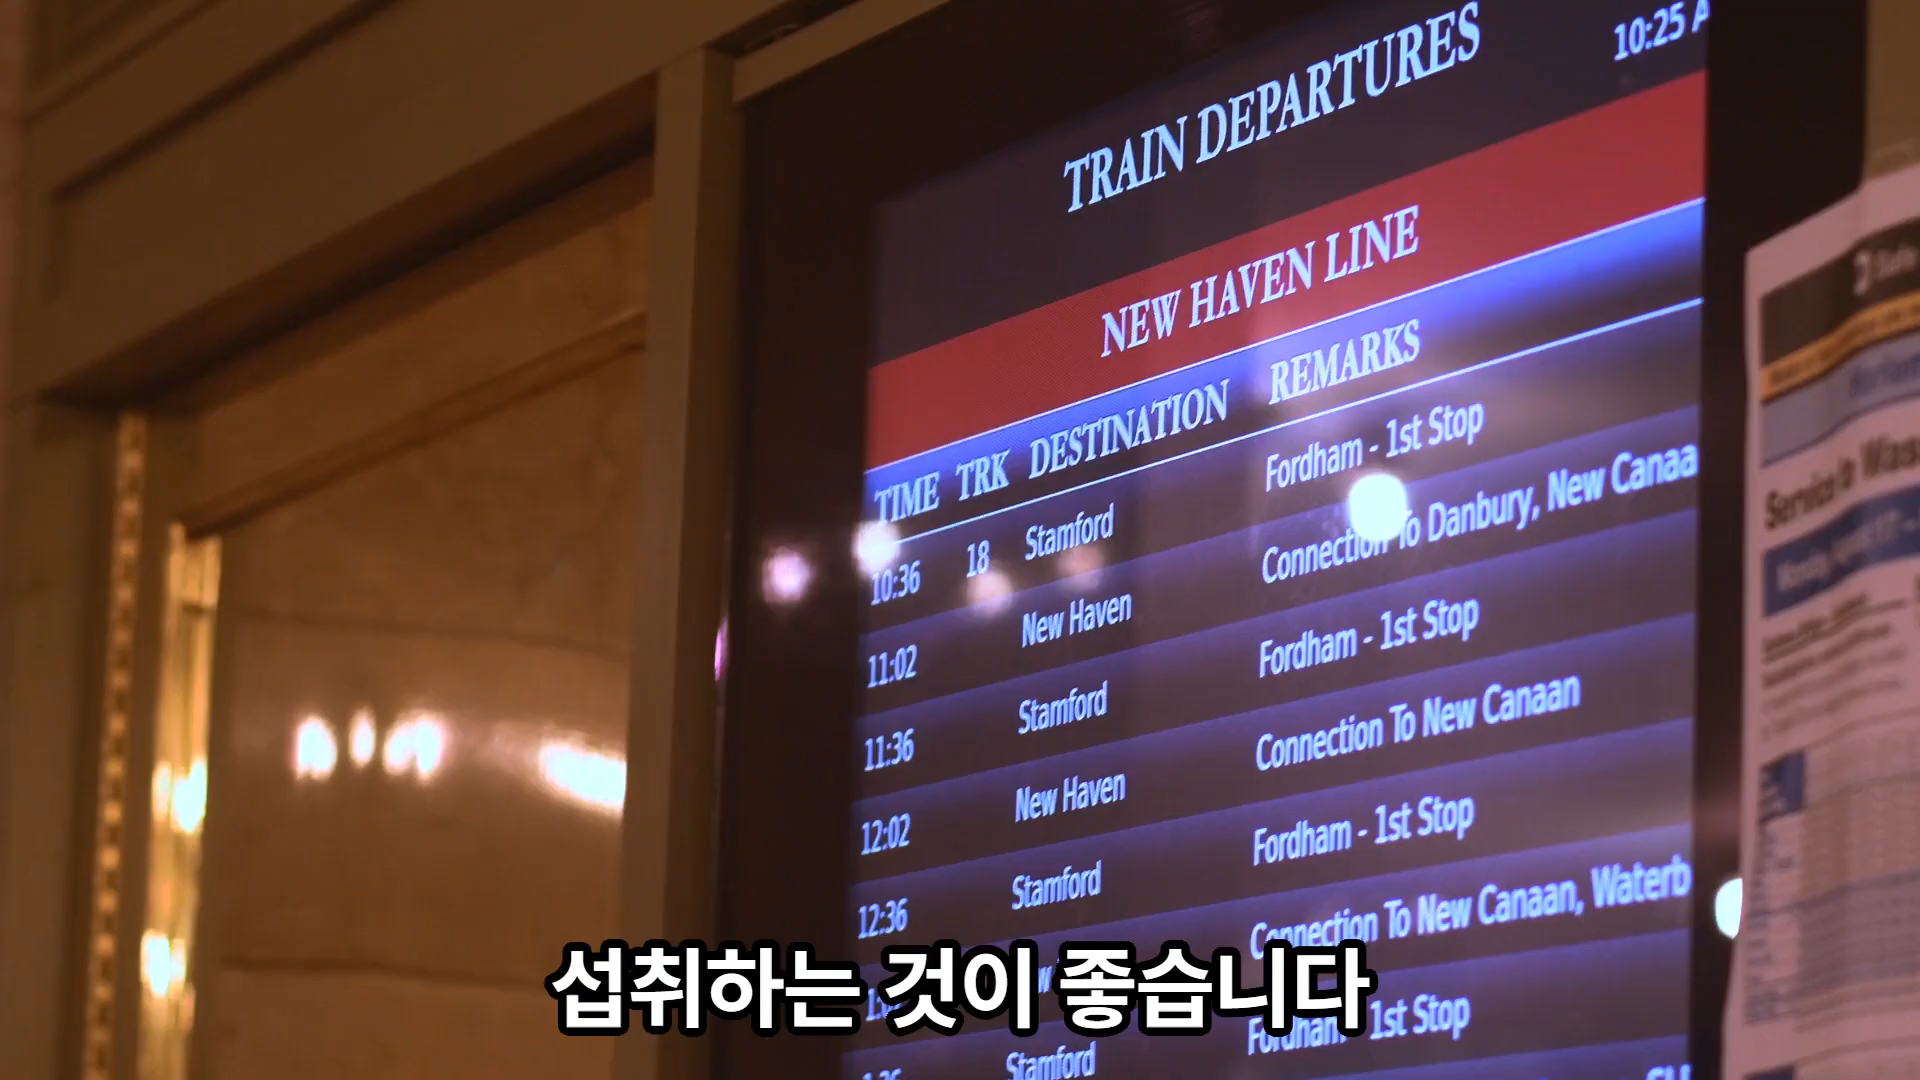 10:25 A
TRAIN DEPARTURES
NEW HAVEN LINE
TIME TRK DESTINATION REMARKS
10:36 18 Stamford Fordham - 1st Stop
11:02 New Haven Connection To Danbury, New Canaa
11:36 Stamford Fordham - 1st Stop
12:02 New Haven Connection To New Canaan
12:36 Stamford Fordham - 1st Stop
Connection To New Canaan, Waterb
Stamford Fordham - 1st Stop
섭취하는 것이 좋습니다